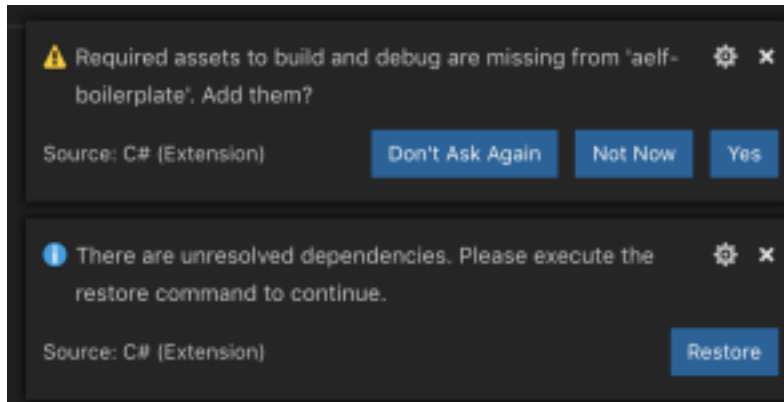 Required assets to build and debug are missing from 'aelf-
boilerplate'. Add them?
Source: C# (Extension)
Don't Ask Again
Not Now
Yes
There are unresolved dependencies. Please execute the
restore command to continue.
Source: C# (Extension)
Restore